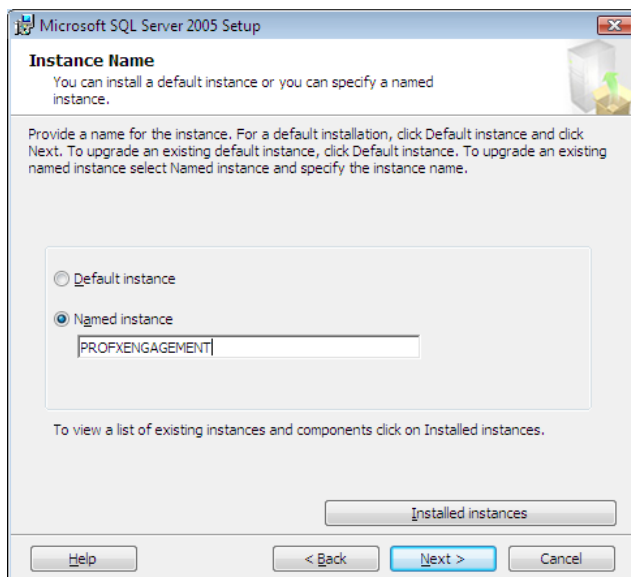 Microsoft SQL Server 2005 Setup
Instance Name
You can install a default instance or you can specify a named
instance.
Provide a name for the instance. For a default installation, click Default instance and click
Next. To upgrade an existing default instance, click Default instance. To upgrade an existing
named instance select Named instance and specify the instance name.
Default instance
Named instance
PROFXENGAGEMENT
To view a list of existing instances and components click on Installed instances.
Installed instances
Help
< Back
Next >
Cancel